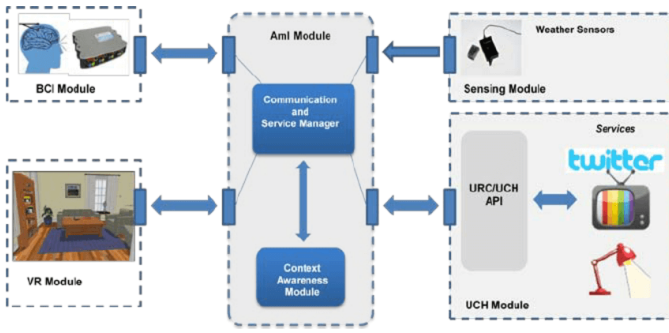 BCI Module
VR Module
AmI Module
Communication
and
Service Manager
Context
Awareness
Module
Weather Sensors
Sensing Module
Services
twitter
URC/UCH
API
UCH Module